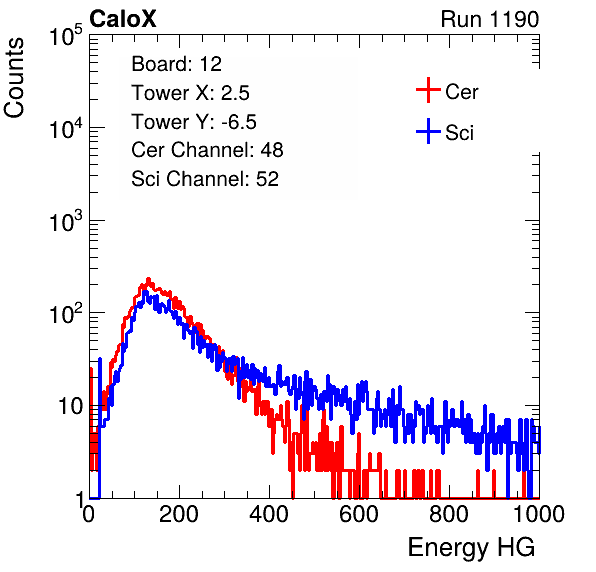 CaloX Run 1190
Counts
10^5
10^4
10^3
10^2
10
1
Board: 12
Tower X: 2.5
Tower Y: -6.5
Cer Channel: 48
Sci Channel: 52
Cer
Sci
0 200 400 600 800 1000
Energy HG